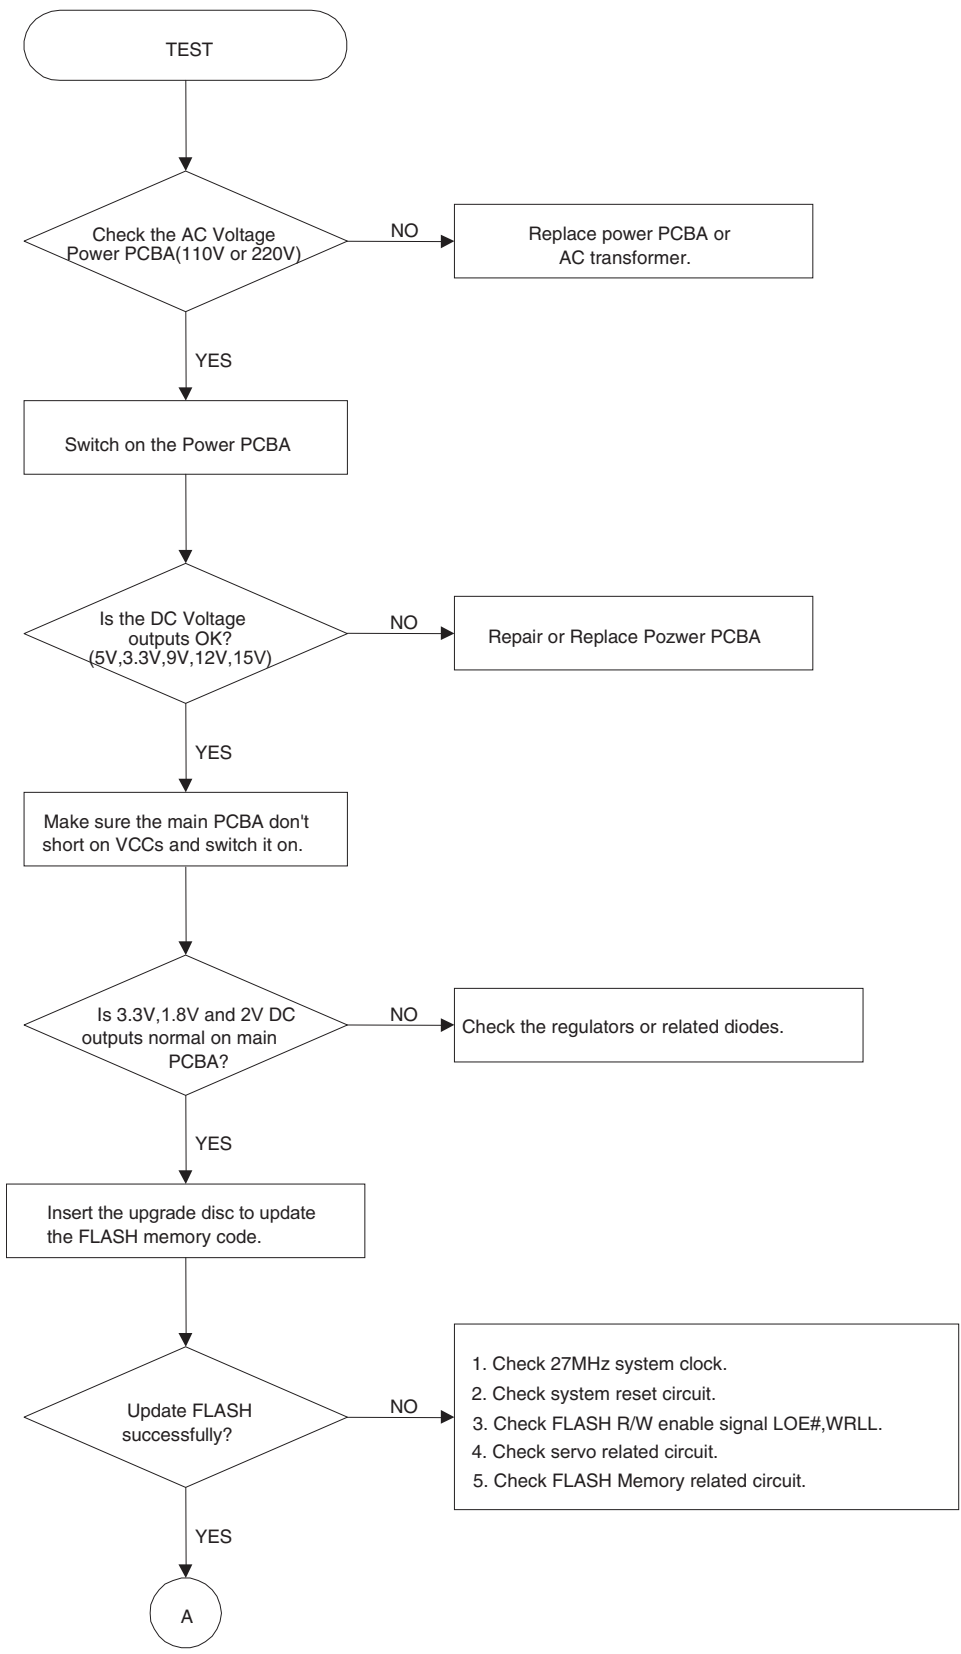 TEST
Check the AC Voltage
Power PCBA(110V or 220V)
NO
Replace power PCBA or
AC transformer.
YES
Switch on the Power PCBA
Is the DC Voltage
outputs OK?
(5V,3.3V,9V,12V,15V)
NO
Repair or Replace Pozwer PCBA
YES
Make sure the main PCBA don't
short on VCCs and switch it on.
Is 3.3V,1.8V and 2V DC
outputs normal on main
PCBA?
NO
Check the regulators or related diodes.
YES
Insert the upgrade disc to update
the FLASH memory code.
Update FLASH
successfully?
NO
1. Check 27MHz system clock.
2. Check system reset circuit.
3. Check FLASH R/W enable signal LOE#,WRLL.
4. Check servo related circuit.
5. Check FLASH Memory related circuit.
YES
A